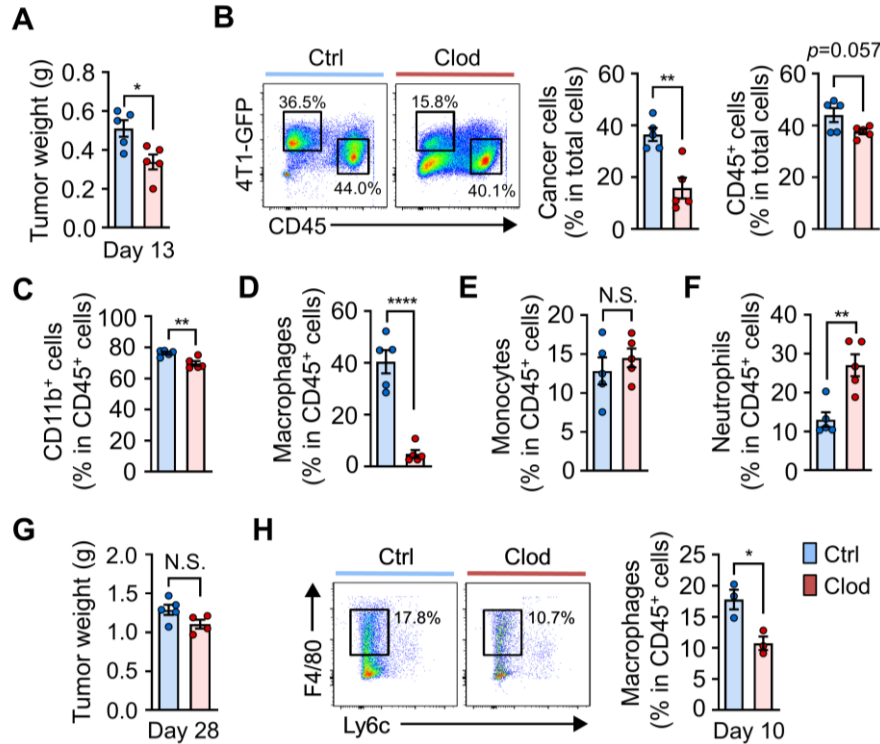 A
Tumor weight (g)
0.8
0.6
0.4
0.2
0.0
*
Day 13
B
Ctrl
Clod
36.5%
44.0%
15.8%
40.1%
4T1-GFP
CD45
Cancer cells
(% in total cells)
60
40
20
0
**
CD45⁺ cells
(% in total cells)
60
40
20
0
p=0.057
C
CD11b⁺ cells
(% in CD45⁺ cells)
100
80
60
40
20
0
**
D
Macrophages
(% in CD45⁺ cells)
60
40
20
0
****
E
Monocytes
(% in CD45⁺ cells)
20
15
10
5
0
N.S.
F
Neutrophils
(% in CD45⁺ cells)
40
30
20
10
0
**
G
Tumor weight (g)
2.0
1.5
1.0
0.5
0.0
N.S.
Day 28
H
Ctrl
Clod
17.8%
10.7%
F4/80
Ly6c
Macrophages
(% in CD45⁺ cells)
25
20
15
10
5
0
*
Day 10
Ctrl
Clod